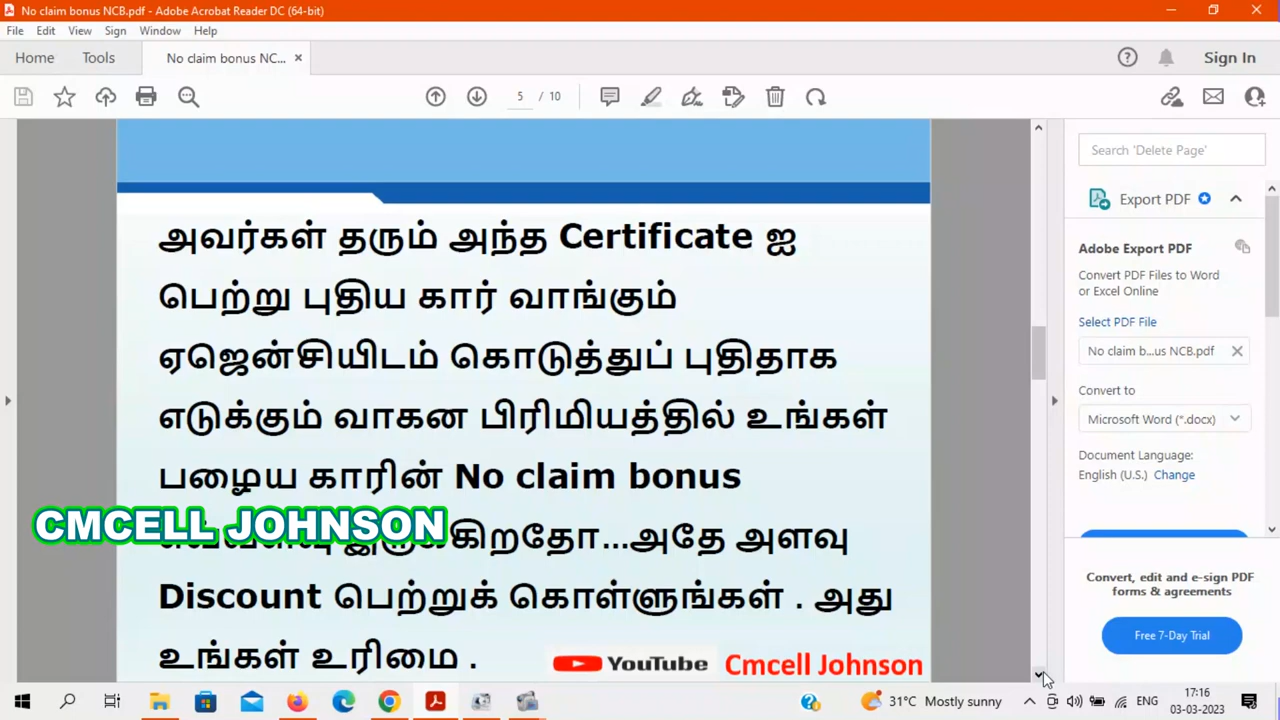 No claim bonus NCB.pdf - Adobe Acrobat Reader DC (64-bit)
File Edit View Sign Window Help
Home Tools No claim bonus NC... Sign In
5 / 10
Search 'Delete Page'
Export PDF
Adobe Export PDF
Convert PDF Files to Word
or Excel Online
Select PDF File
No claim b...us NCB.pdf
Convert to
Microsoft Word (*.docx)
Document Language:
English (U.S.) Change
Convert, edit and e-sign PDF
forms & agreements
Free 7-Day Trial
அவர்கள் தரும் அந்த Certificate ஐ
பெற்று புதிய கார் வாங்கும்
ஏஜென்சியிடம் கொடுத்துப் புதிதாக
எடுக்கும் வாகன பிரிமியத்தில் உங்கள்
பழைய காரின் No claim bonus
CMCELL JOHNSON
அதே அளவு
Discount பெற்றுக் கொள்ளுங்கள் . அது
உங்கள் உரிமை .
YouTube Cmcell Johnson
31°C Mostly sunny
ENG
17:16
03-03-2023